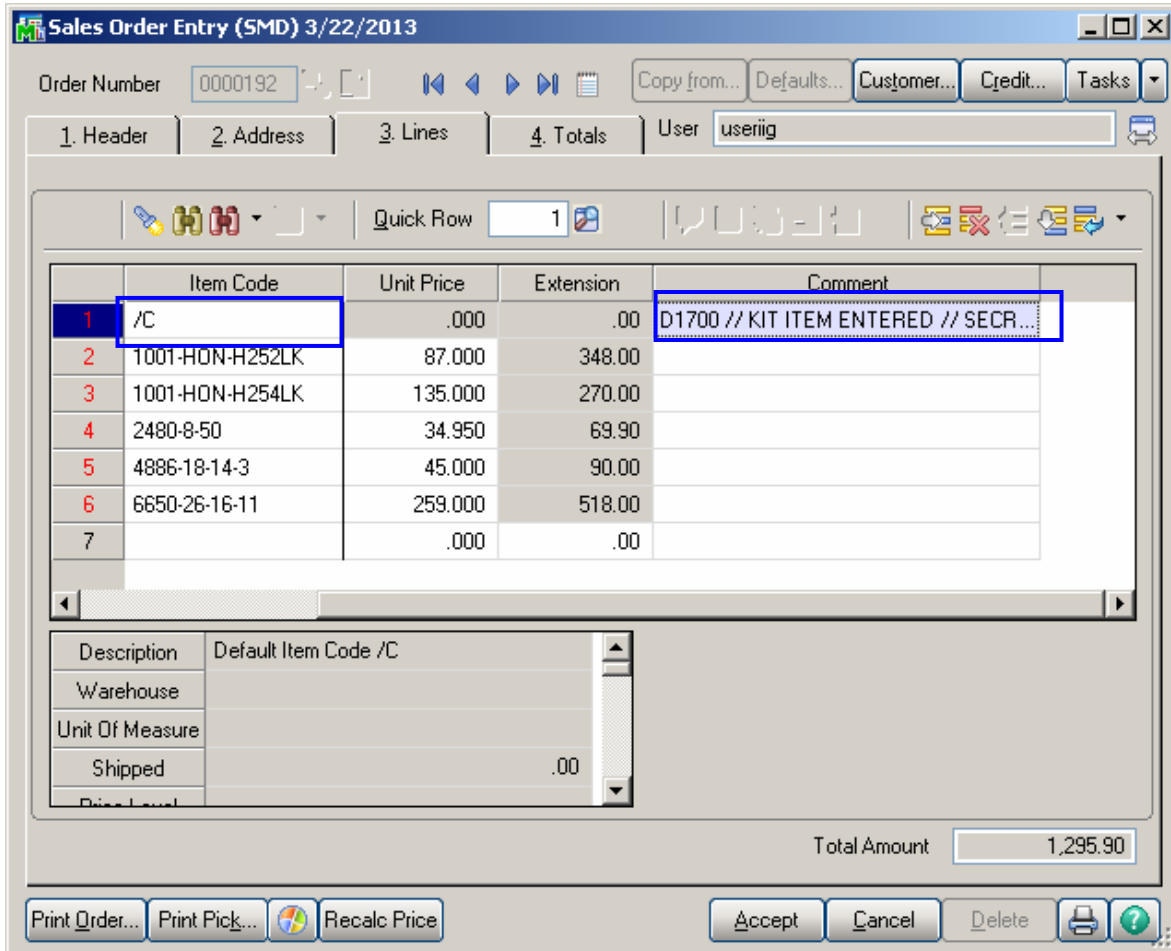 Sales Order Entry (SMD) 3/22/2013
Order Number 0000192 Copy from... Defaults... Customer... Credit... Tasks
1. Header 2. Address 3. Lines 4. Totals User useriig
Quick Row 1
Item Code Unit Price Extension Comment
1 /C .000 .00 D1700 // KIT ITEM ENTERED // SECR...
2 1001-HON-H252LK 87.000 348.00
3 1001-HON-H254LK 135.000 270.00
4 2480-8-50 34.950 69.90
5 4886-18-14-3 45.000 90.00
6 6650-26-16-11 259.000 518.00
7 .000 .00
Description Default Item Code /C
Warehouse
Unit Of Measure
Shipped .00
Price Level
Total Amount 1,295.90
Print Order... Print Pick... Recalc Price Accept Cancel Delete